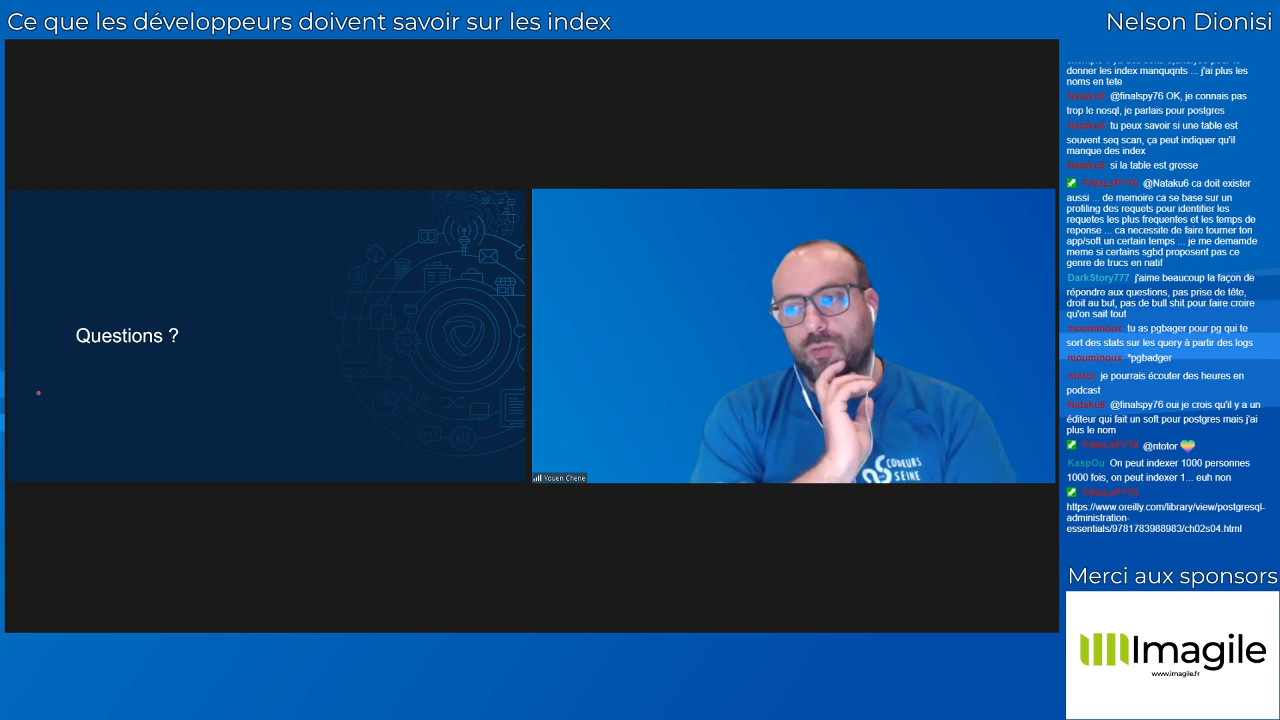 Ce que les développeurs doivent savoir sur les index
Nelson Dionisi
donner les index manquqnts ... j'ai plus les
noms en tete
Nataku6 @finalspy76 OK, je connais pas
trop le nosql, je parlais pour postgres
Nataku6 tu peux savoir si une table est
souvent seq scan, ça peut indiquer qu'il
manque des index
Nataku6 si la table est grosse
FiNaLsPY76 @Nataku6 ca doit exister
aussi ... de memoire ca se base sur un
profiling des requets pour identifier les
requetes les plus frequentes et les temps de
reponse ... ca necessite de faire tourner ton
app/soft un certain temps ... je me demamde
meme si certains sgbd proposent pas ce
genre de trucs en natif
DarkStory777 j'aime beaucoup la façon de
répondre aux questions, pas prise de tête,
droit au but, pas de bull shit pour faire croire
qu'on sait tout
mouminoux tu as pgbager pour pg qui te
sort des stats sur les query à partir des logs
mouminoux *pgbadger
ntotor je pourrais écouter des heures en
podcast
Nataku6 @finalspy76 oui je crois qu'il y a un
éditeur qui fait un soft pour postgres mais j'ai
plus le nom
FiNaLsPY76 @ntotor
KaspOu On peut indexer 1000 personnes
1000 fois, on peut indexer 1... euh non
FiNaLsPY76
https://www.oreilly.com/library/view/postgresql-
administration-
essentials/9781783988983/ch02s04.html
Questions ?
CODEURS
SEINE
Youen Chene
Merci aux sponsors
Imagile
www.imagile.fr